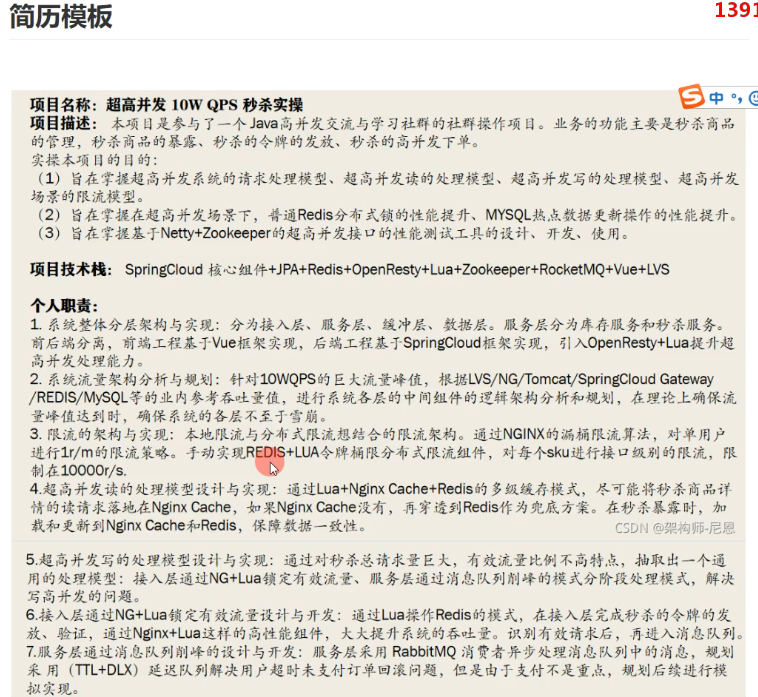 简历模板
1391
中
项目名称：超高并发 10W QPS 秒杀实操
项目描述： 本项目是参与了一个 Java高并发交流与学习社群的社群操作项目。业务的功能主要是秒杀商品
的管理，秒杀商品的暴露、秒杀的令牌的发放、秒杀的高并发下单。
实操本项目的目的：
（1）旨在掌握超高并发系统的请求处理模型、超高并发读的处理模型、超高并发写的处理模型、超高并发
场景的限流模型。
（2）旨在掌握在超高并发场景下，普通Redis分布式锁的性能提升、MYSQL热点数据更新操作的性能提升。
（3）旨在掌握基于Netty+Zookeeper的超高并发接口的性能测试工具的设计、开发、使用。
项目技术栈： SpringCloud 核心组件+JPA+Redis+OpenResty+Lua+Zookeeper+RocketMQ+Vue+LVS
个人职责：
1. 系统整体分层架构与实现：分为接入层、服务层、缓冲层、数据层。服务层分为库存服务和秒杀服务。
前后端分离，前端工程基于Vue框架实现，后端工程基于SpringCloud框架实现，引入OpenResty+Lua提升超
高并发处理能力。
2. 系统流量架构分析与规划：针对10WQPS的巨大流量峰值，根据LVS/NG/Tomcat/SpringCloud Gateway
/REDIS/MySQL等的业内参考吞吐量值，进行系统各层的中间组件的逻辑架构分析和规划，在理论上确保流
量峰值达到时，确保系统的各层不至于雪崩。
3. 限流的架构与实现：本地限流与分布式限流想结合的限流架构。通过NGINX的漏桶限流算法，对单用户
进行1r/m的限流策略。手动实现REDIS+LUA令牌桶限分布式限流组件，对每个sku进行接口级别的限流，限
制在10000r/s.
4.超高并发读的处理模型设计与实现：通过Lua+Nginx Cache+Redis的多级缓存模式，尽可能将秒杀商品详
情的读请求落地在Nginx Cache，如果Nginx Cache没有，再穿透到Redis作为兜底方案。在秒杀暴露时，加
载和更新到Nginx Cache和Redis，保障数据一致性。
CSDN @架构师-尼恩
5.超高并发写的处理模型设计与实现：通过对秒杀总请求量巨大，有效流量比例不高特点，抽取出一个通
用的处理模型：接入层通过NG+Lua锁定有效流量、服务层通过消息队列削峰的模式分阶段处理模式，解决
写高并发的问题。
6.接入层通过NG+Lua锁定有效流量设计与开发：通过Lua操作Redis的模式，在接入层完成秒杀的令牌的发
放、验证，通过Nginx+Lua这样的高性能组件，大大提升系统的吞吐量。识别有效请求后，再进入消息队列。
7.服务层通过消息队列削峰的设计与开发：服务层采用 RabbitMQ 消费者异步处理消息队列中的消息，规划
采 用（TTL+DLX）延迟队列解决用户超时未支付订单回滚问题，但是由于支付不是重点，规划后续进行模
拟实现。